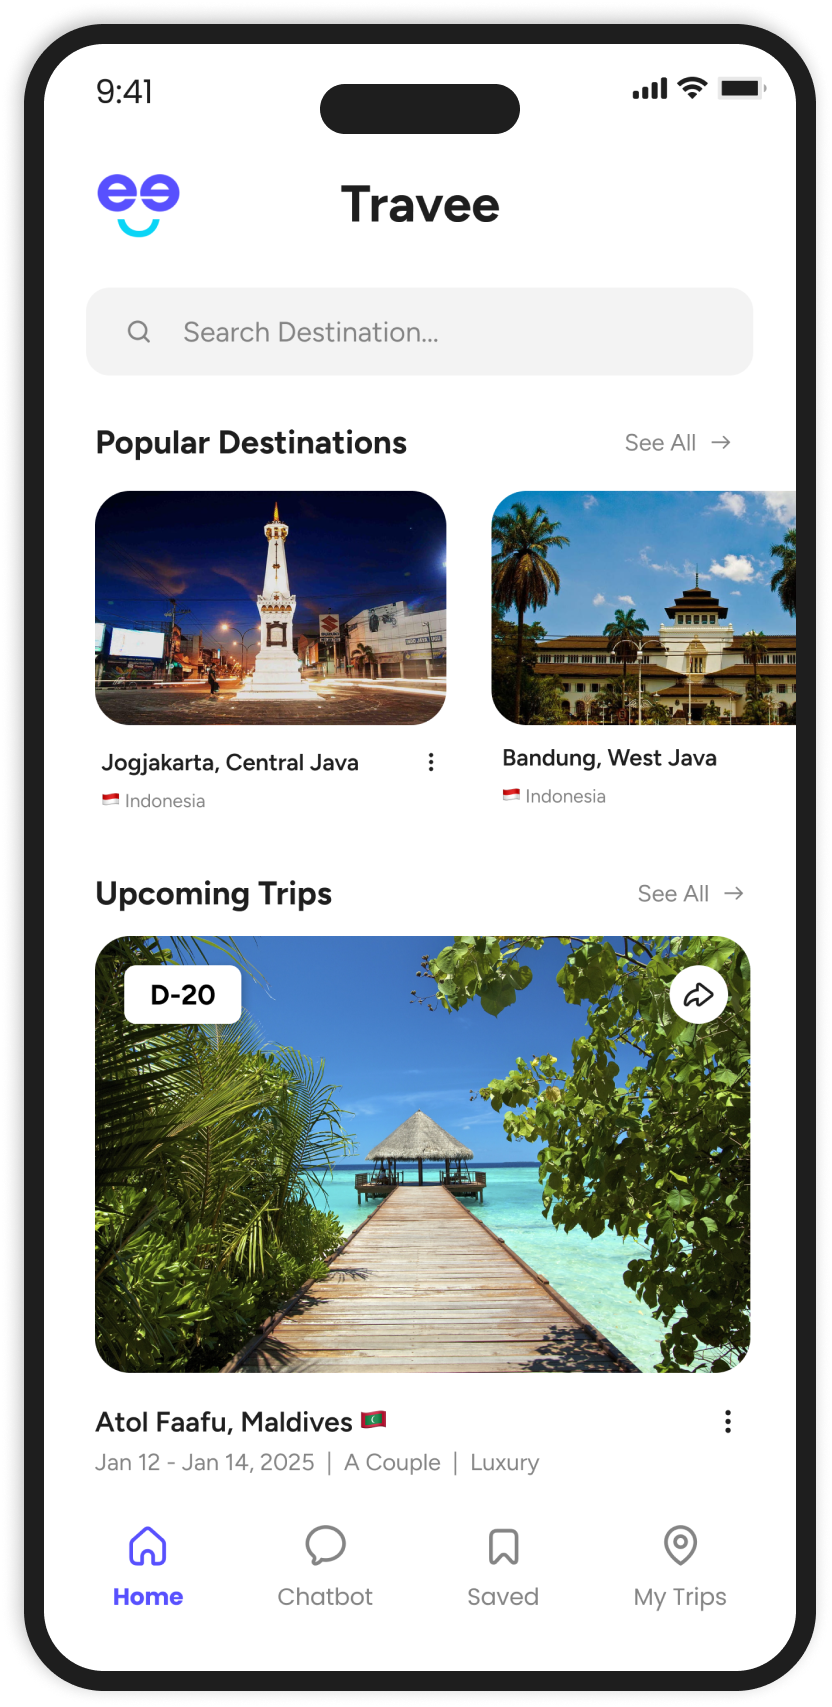 9:41
ee
Travee
Search Destination...
Popular Destinations
See All →
Jogjakarta, Central Java
🇮🇩 Indonesia
Bandung, West Java
🇮🇩 Indonesia
Upcoming Trips
See All →
D-20
Atol Faafu, Maldives 🇲🇻
Jan 12 - Jan 14, 2025 | A Couple | Luxury
Home
Chatbot
Saved
My Trips